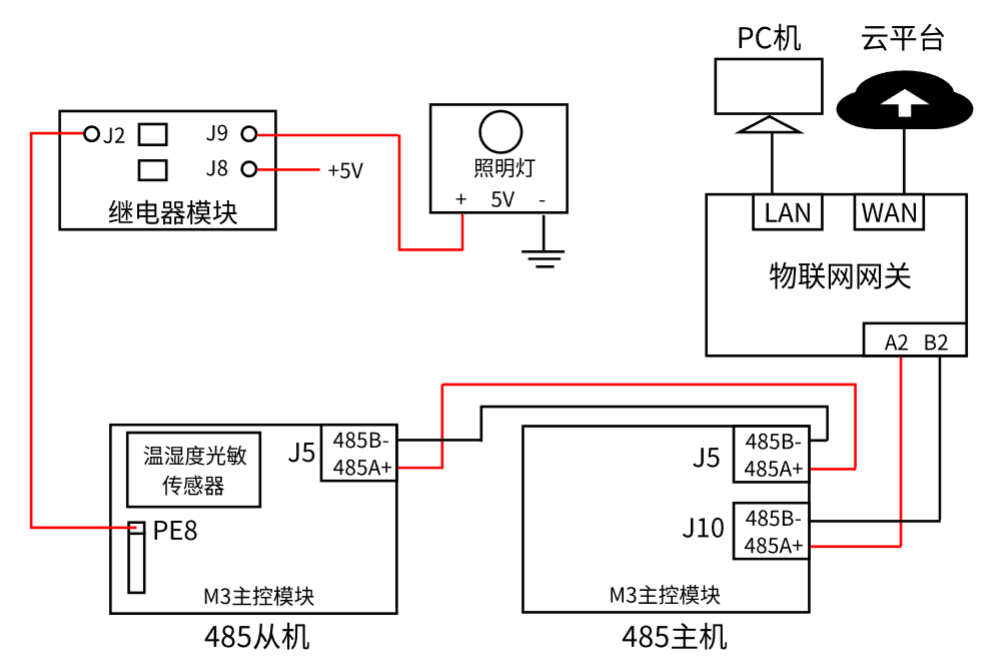 PC机
云平台
J2
J9
J8
+5V
继电器模块
照明灯
+ 5V -
LAN
WAN
物联网网关
A2 B2
温湿度光敏
传感器
J5
485B-
485A+
PE8
M3主控模块
485从机
J5
485B-
485A+
J10
485B-
485A+
M3主控模块
485主机